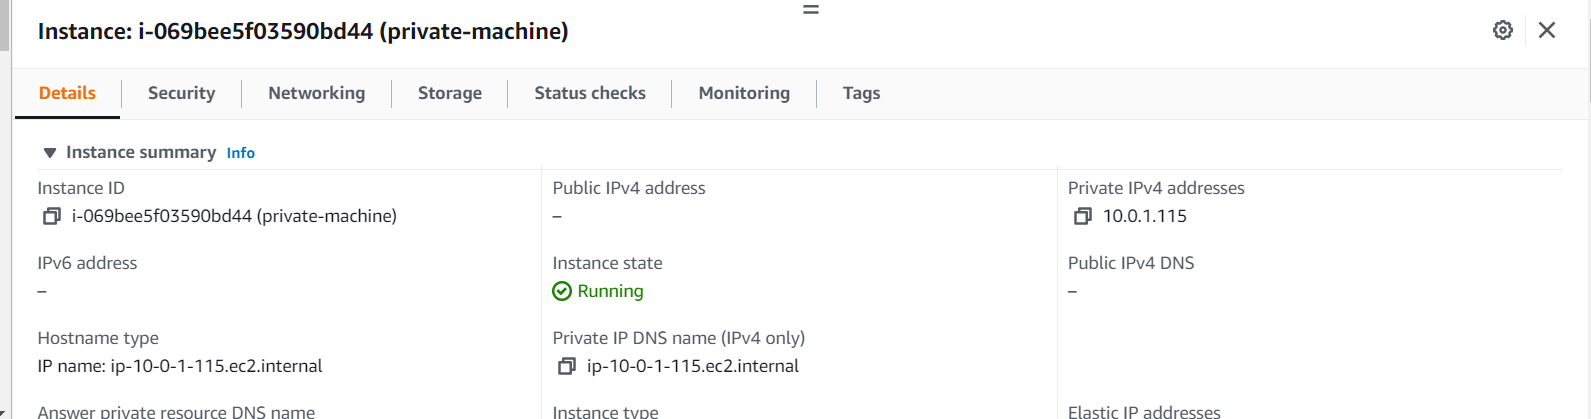 Instance: i-069bee5f03590bd44 (private-machine)
Details Security Networking Storage Status checks Monitoring Tags
Instance summary Info
Instance ID Public IPv4 address Private IPv4 addresses
i-069bee5f03590bd44 (private-machine) – 10.0.1.115
IPv6 address Instance state Public IPv4 DNS
– Running –
Hostname type Private IP DNS name (IPv4 only)
IP name: ip-10-0-1-115.ec2.internal ip-10-0-1-115.ec2.internal
Answer private resource DNS name Instance type Elastic IP addresses